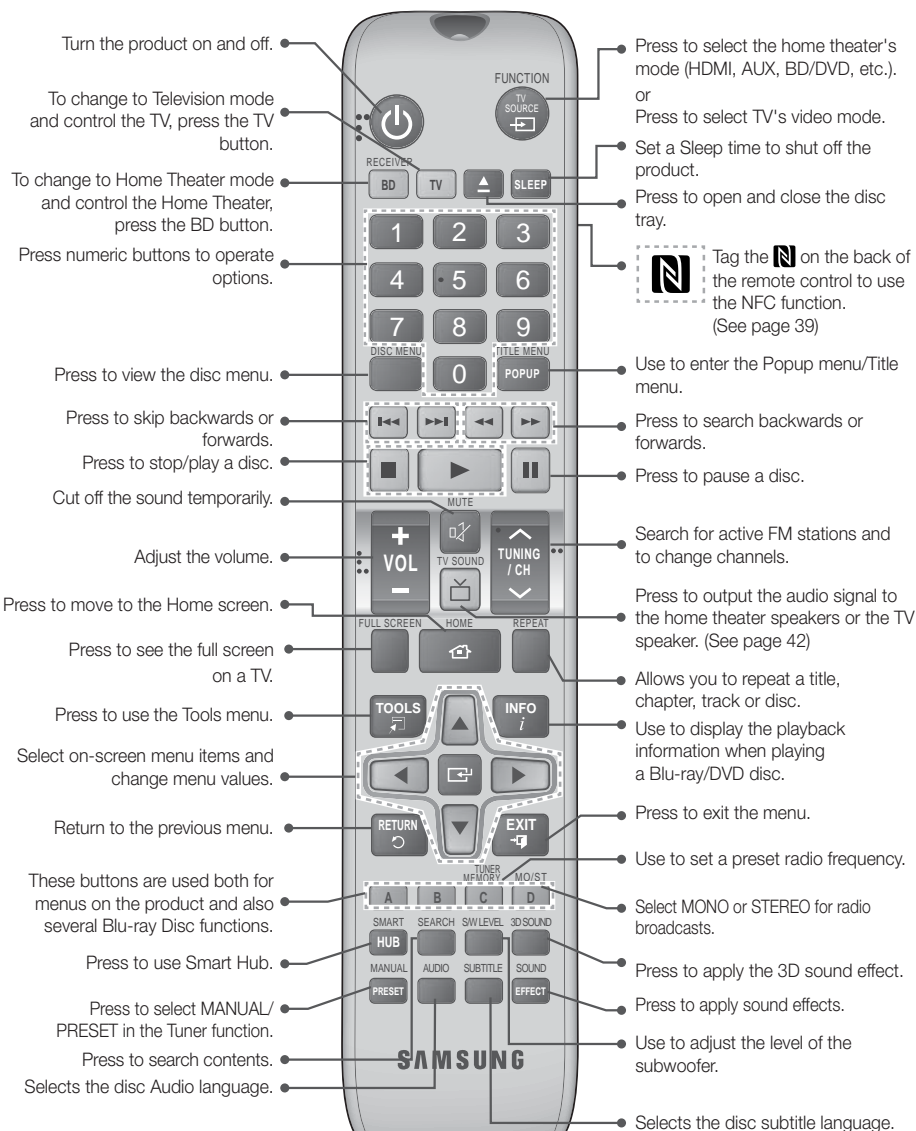 Turn the product on and off.
To change to Television mode
and control the TV, press the TV
button.
To change to Home Theater mode
and control the Home Theater,
press the BD button.
Press numeric buttons to operate
options.
Press to view the disc menu.
Press to skip backwards or
forwards.
Press to stop/play a disc.
Cut off the sound temporarily.
Adjust the volume.
Press to move to the Home screen.
Press to see the full screen
on a TV.
Press to use the Tools menu.
Select on-screen menu items and
change menu values.
Return to the previous menu.
These buttons are used both for
menus on the product and also
several Blu-ray Disc functions.
Press to use Smart Hub.
Press to select MANUAL/
PRESET in the Tuner function.
Press to search contents.
Selects the disc Audio language.
FUNCTION
TV
SOURCE
RECEIVER
BD TV SLEEP
1 2 3
4 5 6
7 8 9
DISC MENU TITLE MENU
0 POPUP
MUTE
+
VOL
−
TV SOUND
TUNING
/ CH
FULL SCREEN HOME REPEAT
TOOLS INFO
i
RETURN EXIT
TUNER
MEMORY MO/ST
A B C D
SMART SEARCH S/W LEVEL 3D SOUND
HUB
MANUAL AUDIO SUBTITLE SOUND
PRESET EFFECT
SAMSUNG
Press to select the home theater's
mode (HDMI, AUX, BD/DVD, etc.).
or
Press to select TV's video mode.
Set a Sleep time to shut off the
product.
Press to open and close the disc
tray.
Tag the N on the back of
the remote control to use
the NFC function.
(See page 39)
Use to enter the Popup menu/Title
menu.
Press to search backwards or
forwards.
Press to pause a disc.
Search for active FM stations and
to change channels.
Press to output the audio signal to
the home theater speakers or the TV
speaker. (See page 42)
Allows you to repeat a title,
chapter, track or disc.
Use to display the playback
information when playing
a Blu-ray/DVD disc.
Press to exit the menu.
Use to set a preset radio frequency.
Select MONO or STEREO for radio
broadcasts.
Press to apply the 3D sound effect.
Press to apply sound effects.
Use to adjust the level of the
subwoofer.
Selects the disc subtitle language.